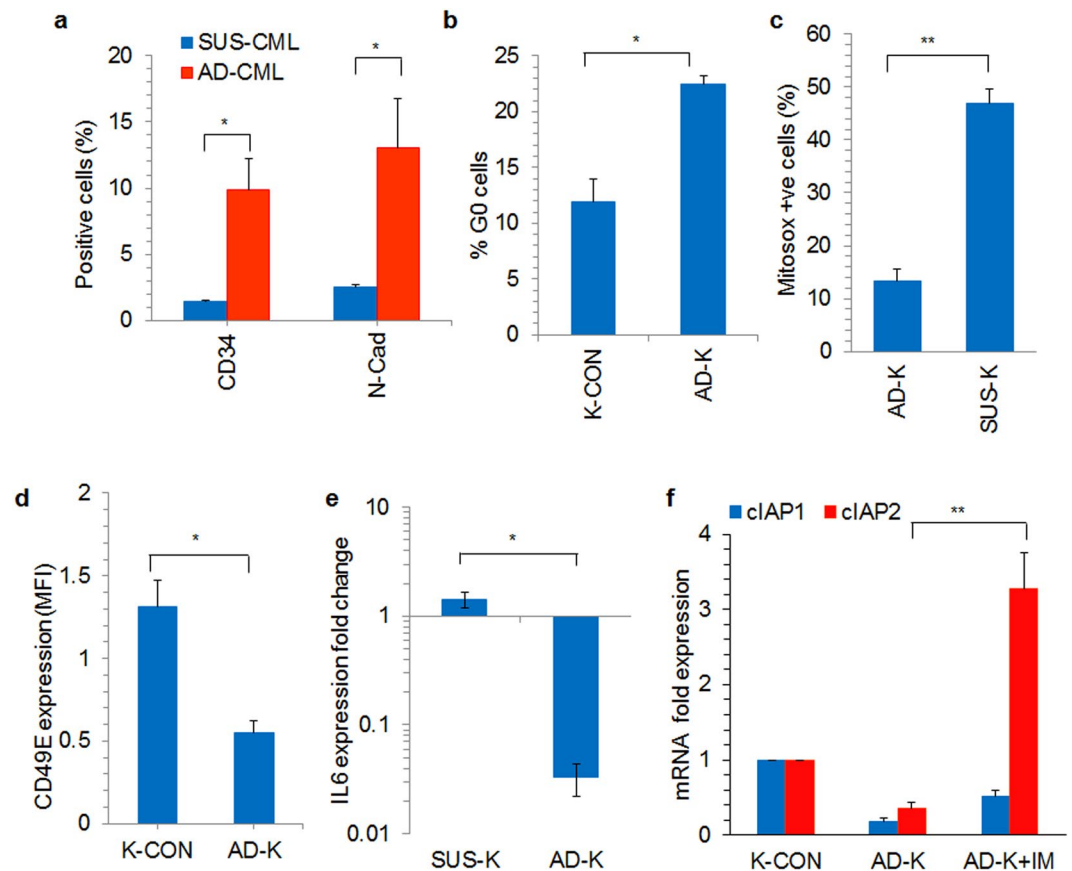 a
SUS-CML
AD-CML
Positive cells (%)
20
15
10
5
0
*
*
CD34
N-Cad
b
% G0 cells
25
20
15
10
5
0
*
K-CON
AD-K
c
Mitosox +ve cells (%)
60
50
40
30
20
10
0
**
AD-K
SUS-K
d
CD49E expression (MFI)
2
1.5
1
0.5
0
*
K-CON
AD-K
e
IL6 expression fold change
10
1
0.1
0.01
*
SUS-K
AD-K
f
cIAP1
cIAP2
mRNA fold expression
4
3
2
1
0
**
K-CON
AD-K
AD-K+IM